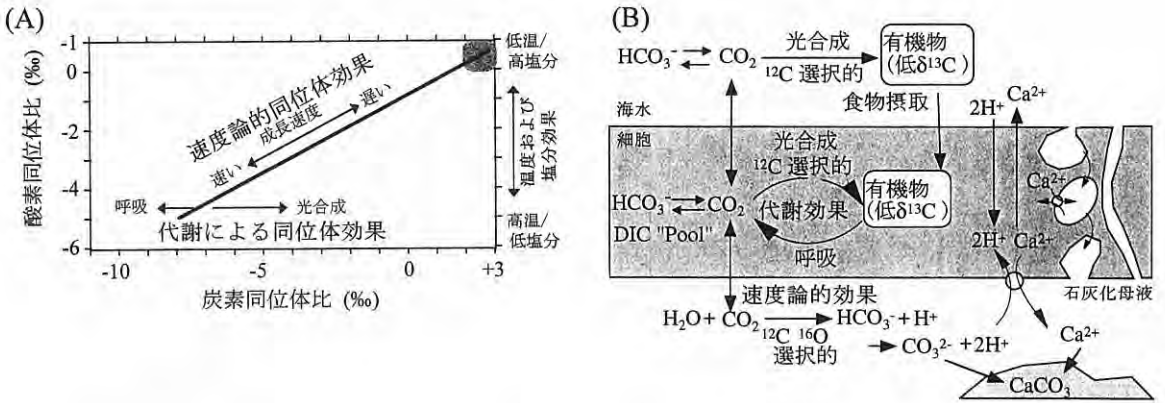 (A)
-1
0
-2
-4
-6
酸素同位体比 (‰)
速度論的同位体効果
成長速度
速い
遅い
呼吸
光合成
代謝による同位体効果
低温/
高塩分
温度および
塩分効果
高温/
低塩分
-10
-5
0
+3
炭素同位体比 (‰)
(B)
HCO₃⁻
CO₂
光合成
¹²C 選択的
有機物
(低δ¹³C)
海水
食物摂取
2H⁺
Ca²⁺
細胞
光合成
¹²C 選択的
HCO₃⁻
CO₂
代謝効果
有機物
(低δ¹³C)
DIC "Pool"
呼吸
2H⁺
Ca²⁺
Ca²⁺
石灰化母液
速度論的効果
H₂O + CO₂
¹²C ¹⁶O
選択的
HCO₃⁻ + H⁺
CO₃²⁻ +2H⁺
Ca²⁺
CaCO₃